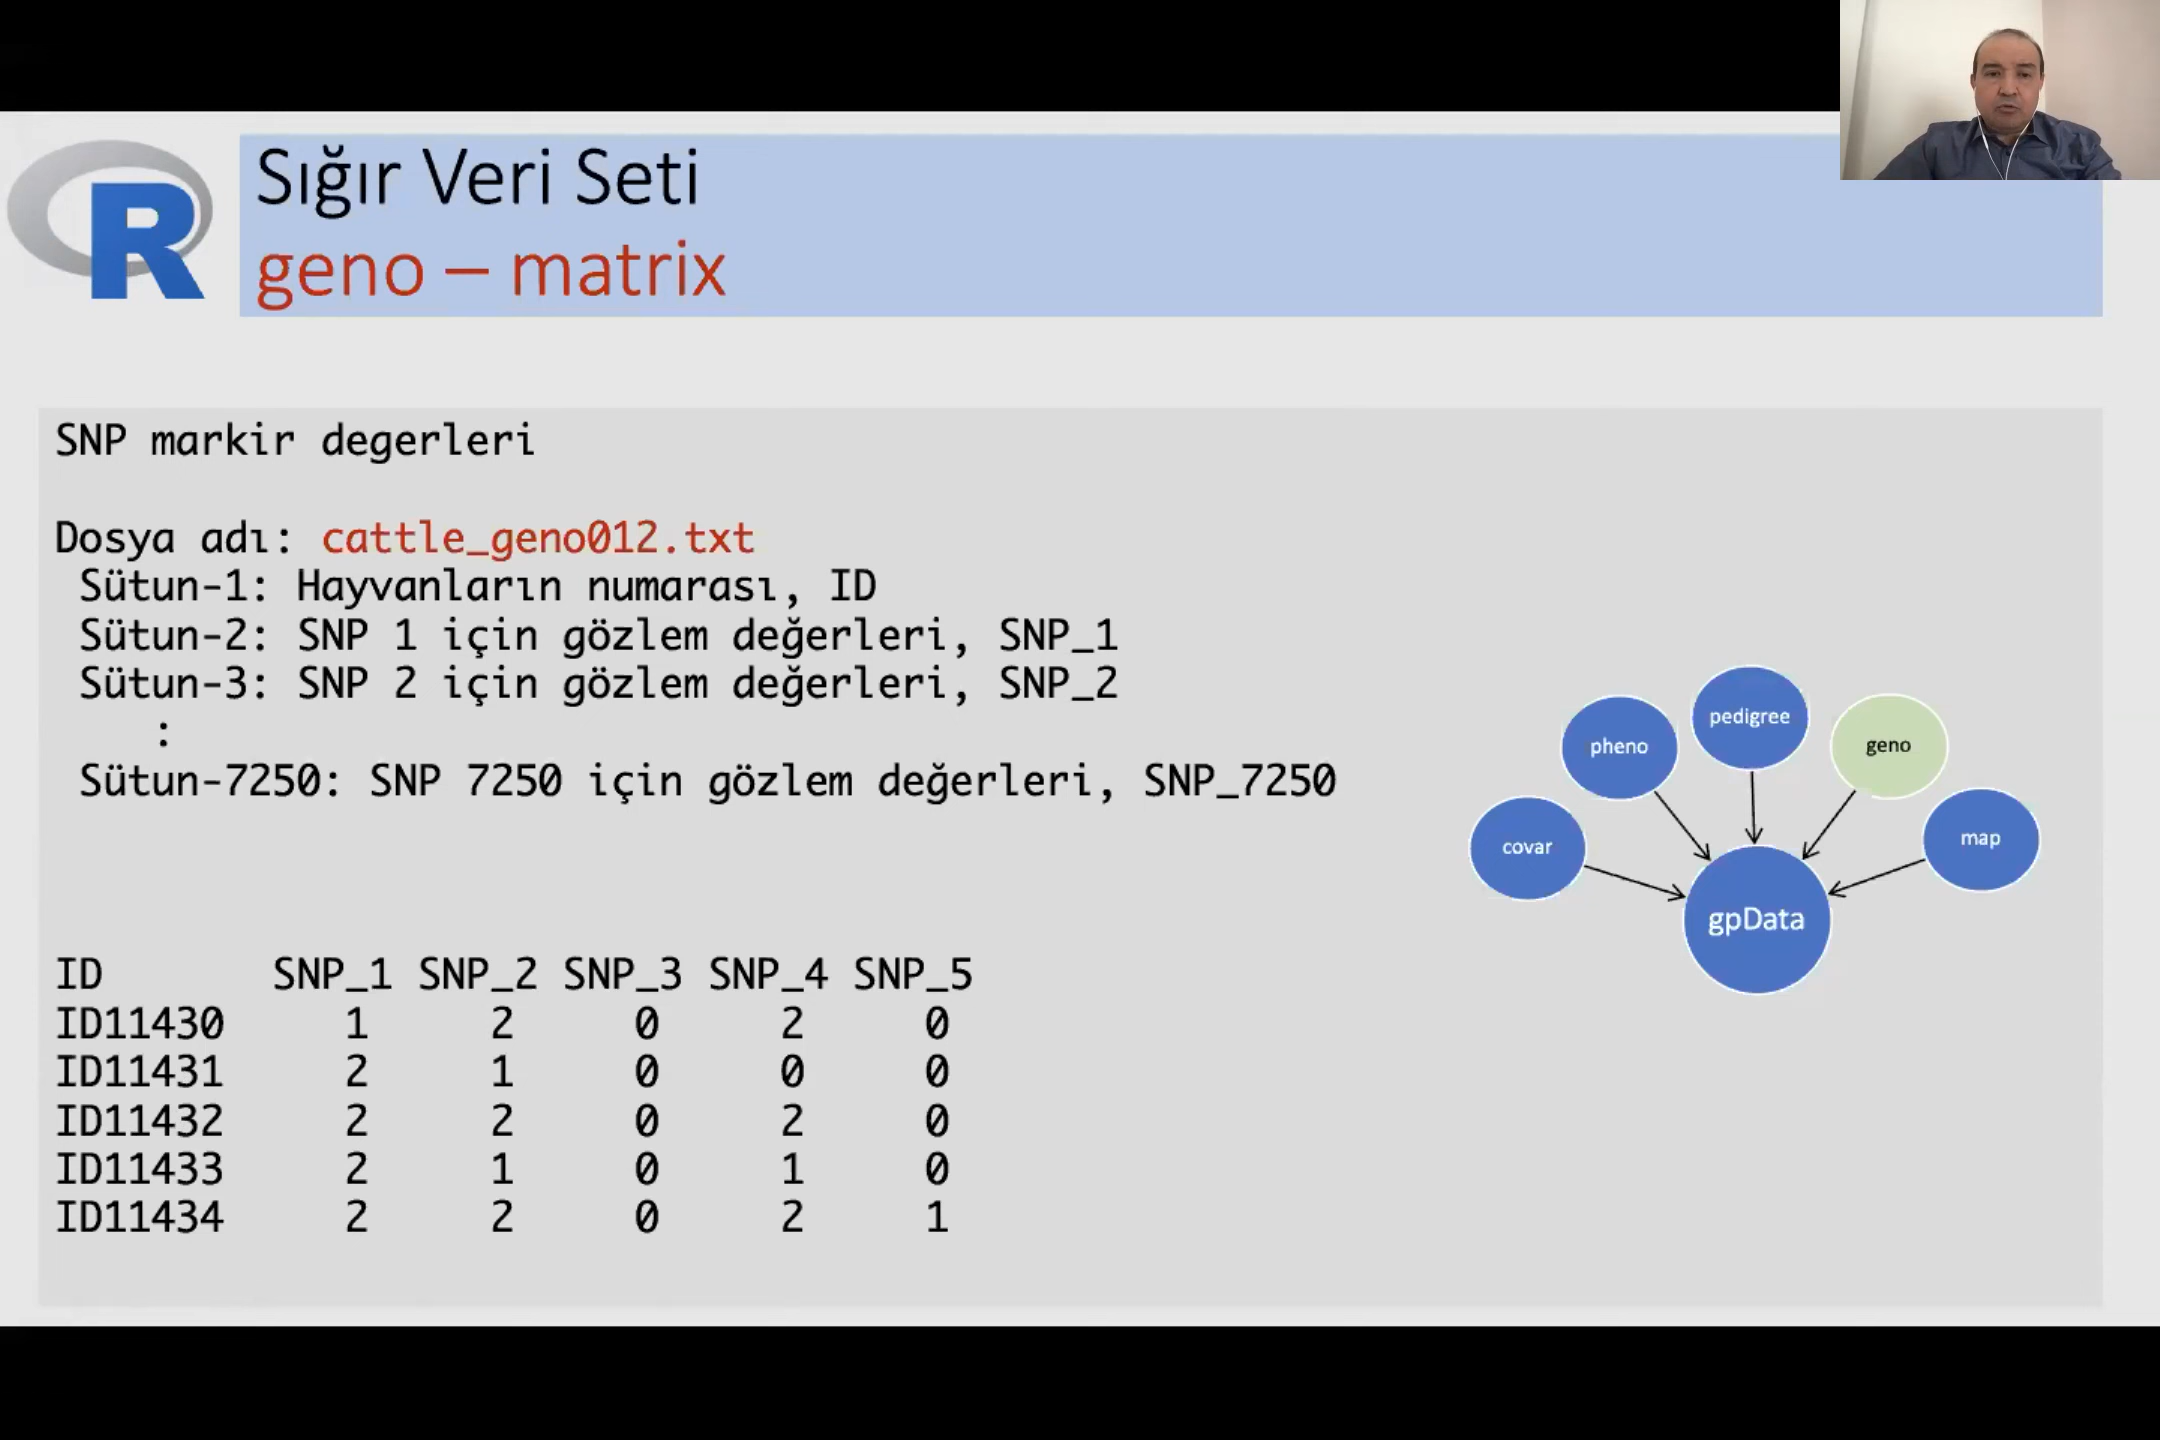 R
Sığır Veri Seti
geno – matrix
SNP markir degerleri
Dosya adı: cattle_geno012.txt
Sütun-1: Hayvanların numarası, ID
Sütun-2: SNP 1 için gözlem değerleri, SNP_1
Sütun-3: SNP 2 için gözlem değerleri, SNP_2
:
Sütun-7250: SNP 7250 için gözlem değerleri, SNP_7250
covar
pheno
pedigree
geno
map
gpData
ID SNP_1 SNP_2 SNP_3 SNP_4 SNP_5
ID11430 1 2 0 2 0
ID11431 2 1 0 0 0
ID11432 2 2 0 2 0
ID11433 2 1 0 1 0
ID11434 2 2 0 2 1